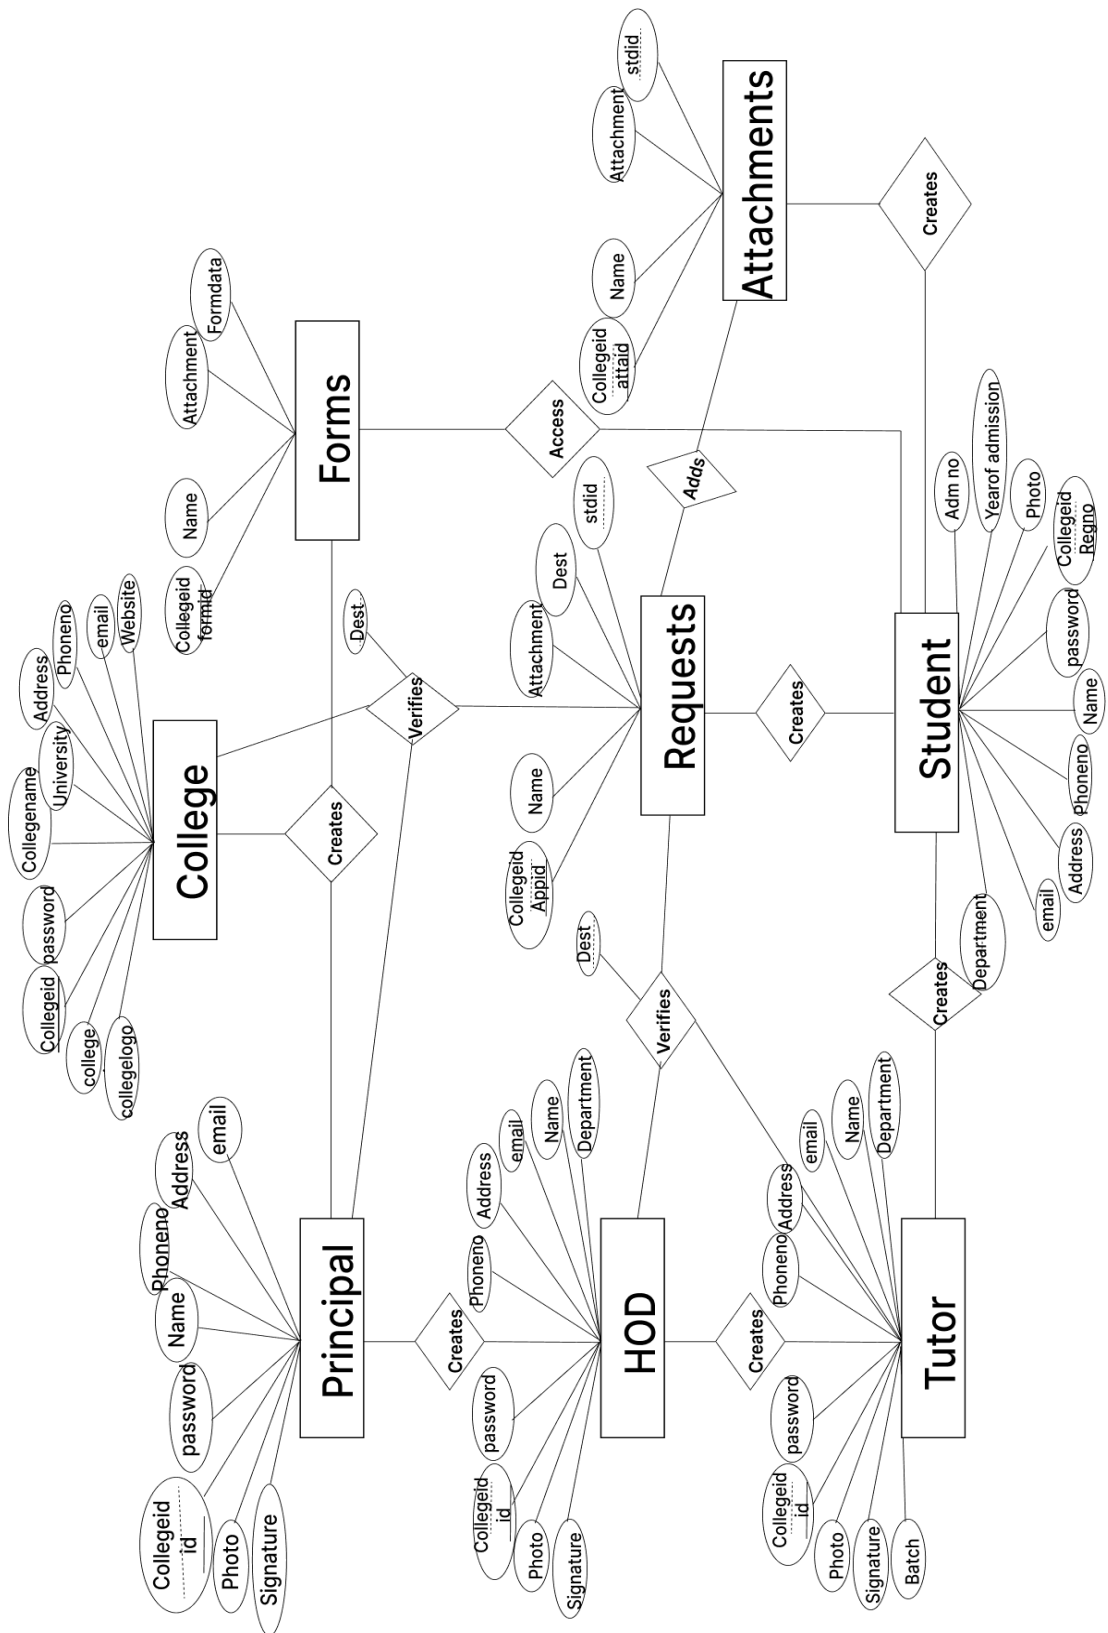 Collegename
University
Address
Phoneno
email
Website
password
Collegeid
college
collegelogo
College
Collegeid
formid
Name
Attachment
Formdata
Forms
Creates
Dest
Verifies
Access
Collegeid
id
Photo
Signature
password
Name
Phoneno
Address
email
Principal
Creates
Collegeid
id
Photo
Signature
password
Phoneno
Address
email
Name
Department
HOD
Dest
Verifies
Collegeid
Appid
Name
Attachment
Dest
stdid
Requests
Adds
Collegeid
attaid
Name
Attachment
stdid
Attachments
Creates
Creates
Creates
Collegeid
id
Photo
Signature
Batch
password
Phoneno
Address
email
Name
Department
Tutor
Creates
Student
Department
email
Address
Phoneno
Name
password
Collegeid
Regno
Photo
Yearof admission
Adm no